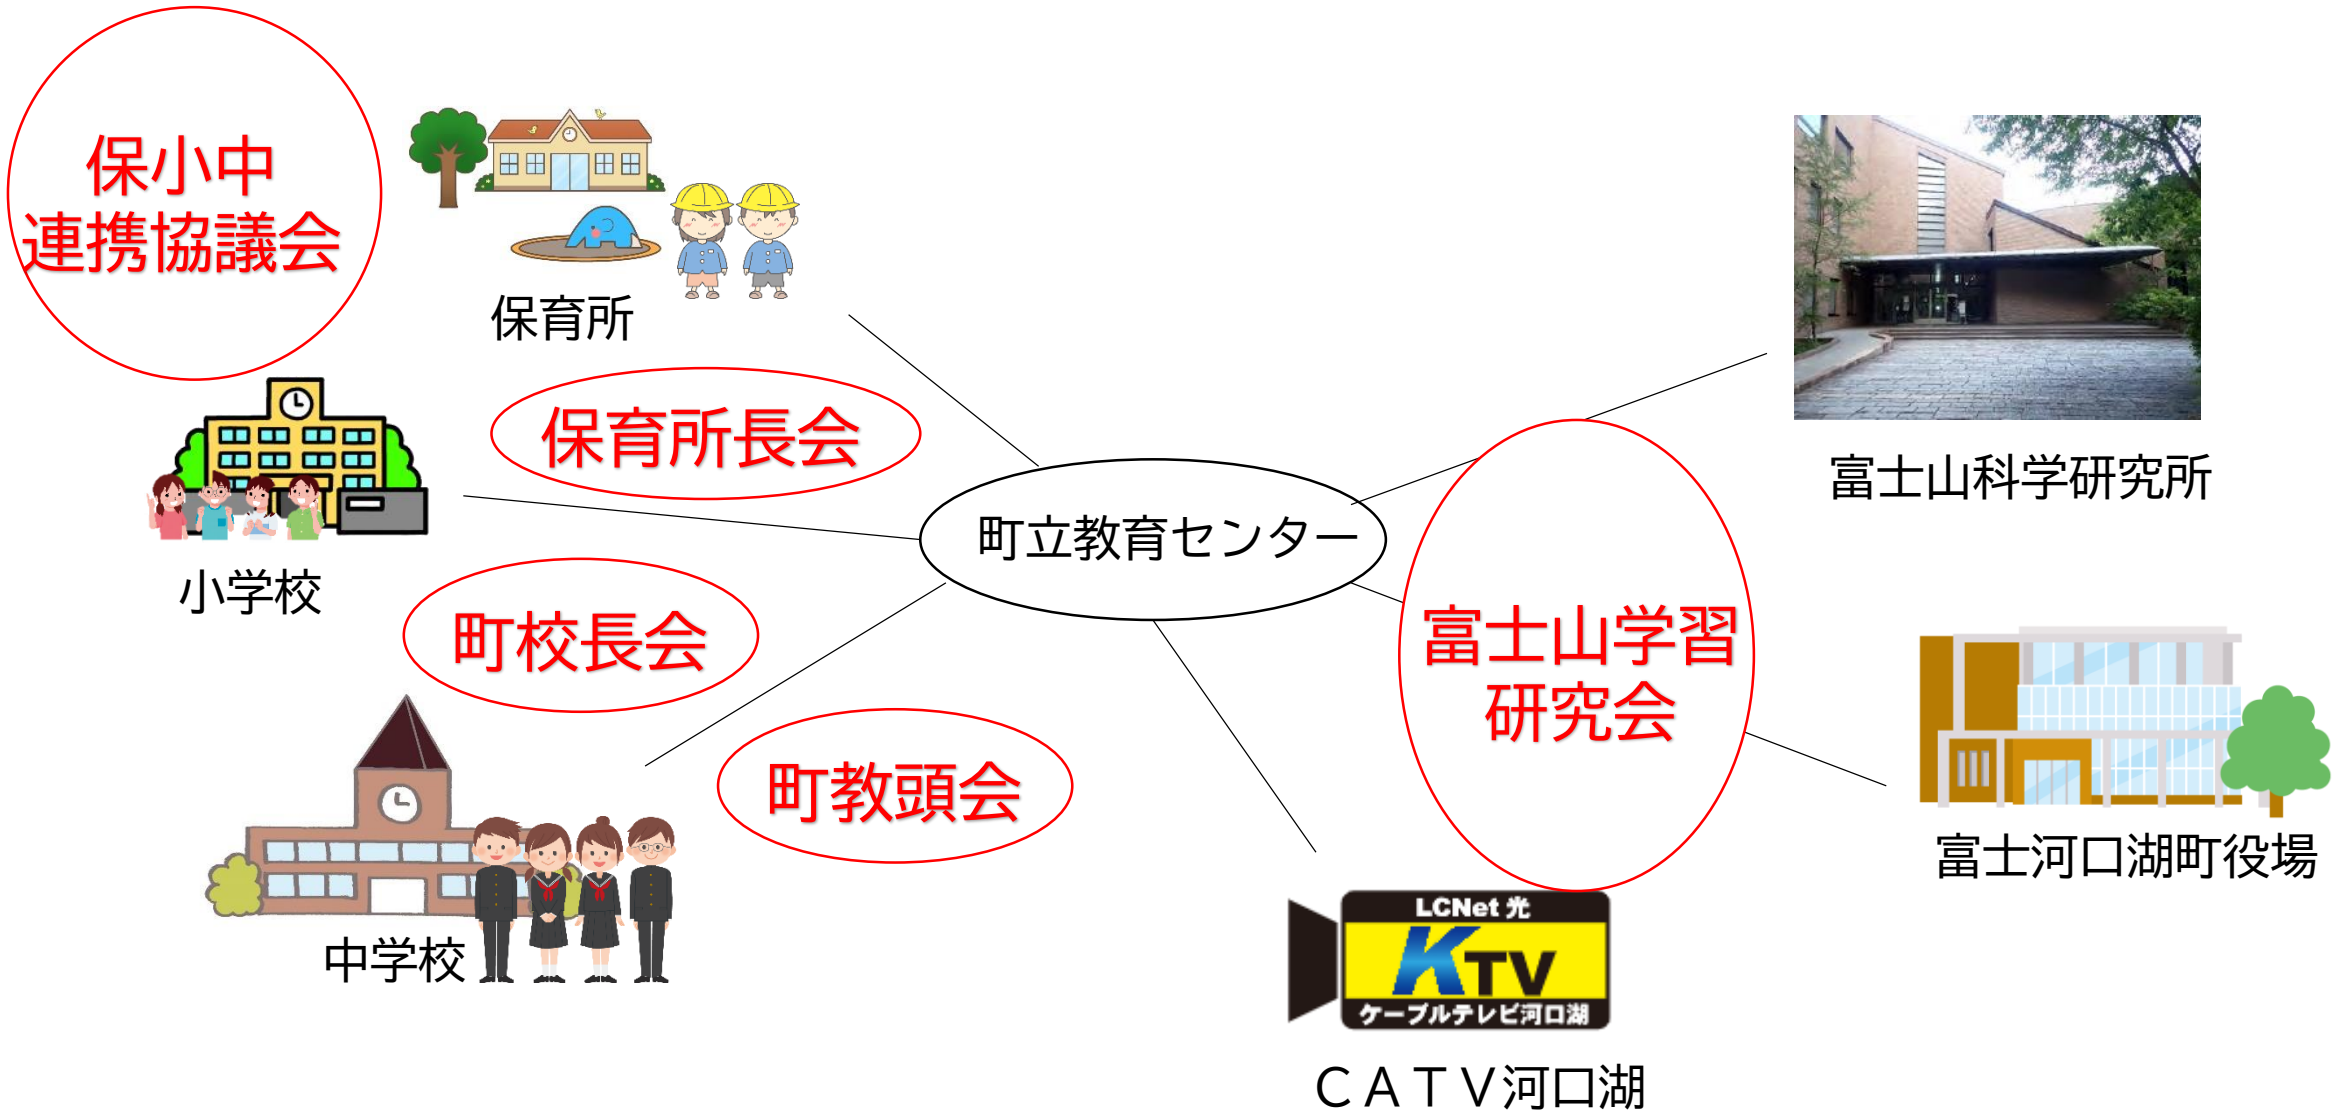 保小中
連携協議会
保育所
保育所長会
小学校
町校長会
中学校
町教頭会
町立教育センター
富士山科学研究所
富士山学習
研究会
富士河口湖町役場
LCNet 光
KTV
ケーブルテレビ河口湖
ＣＡＴＶ河口湖